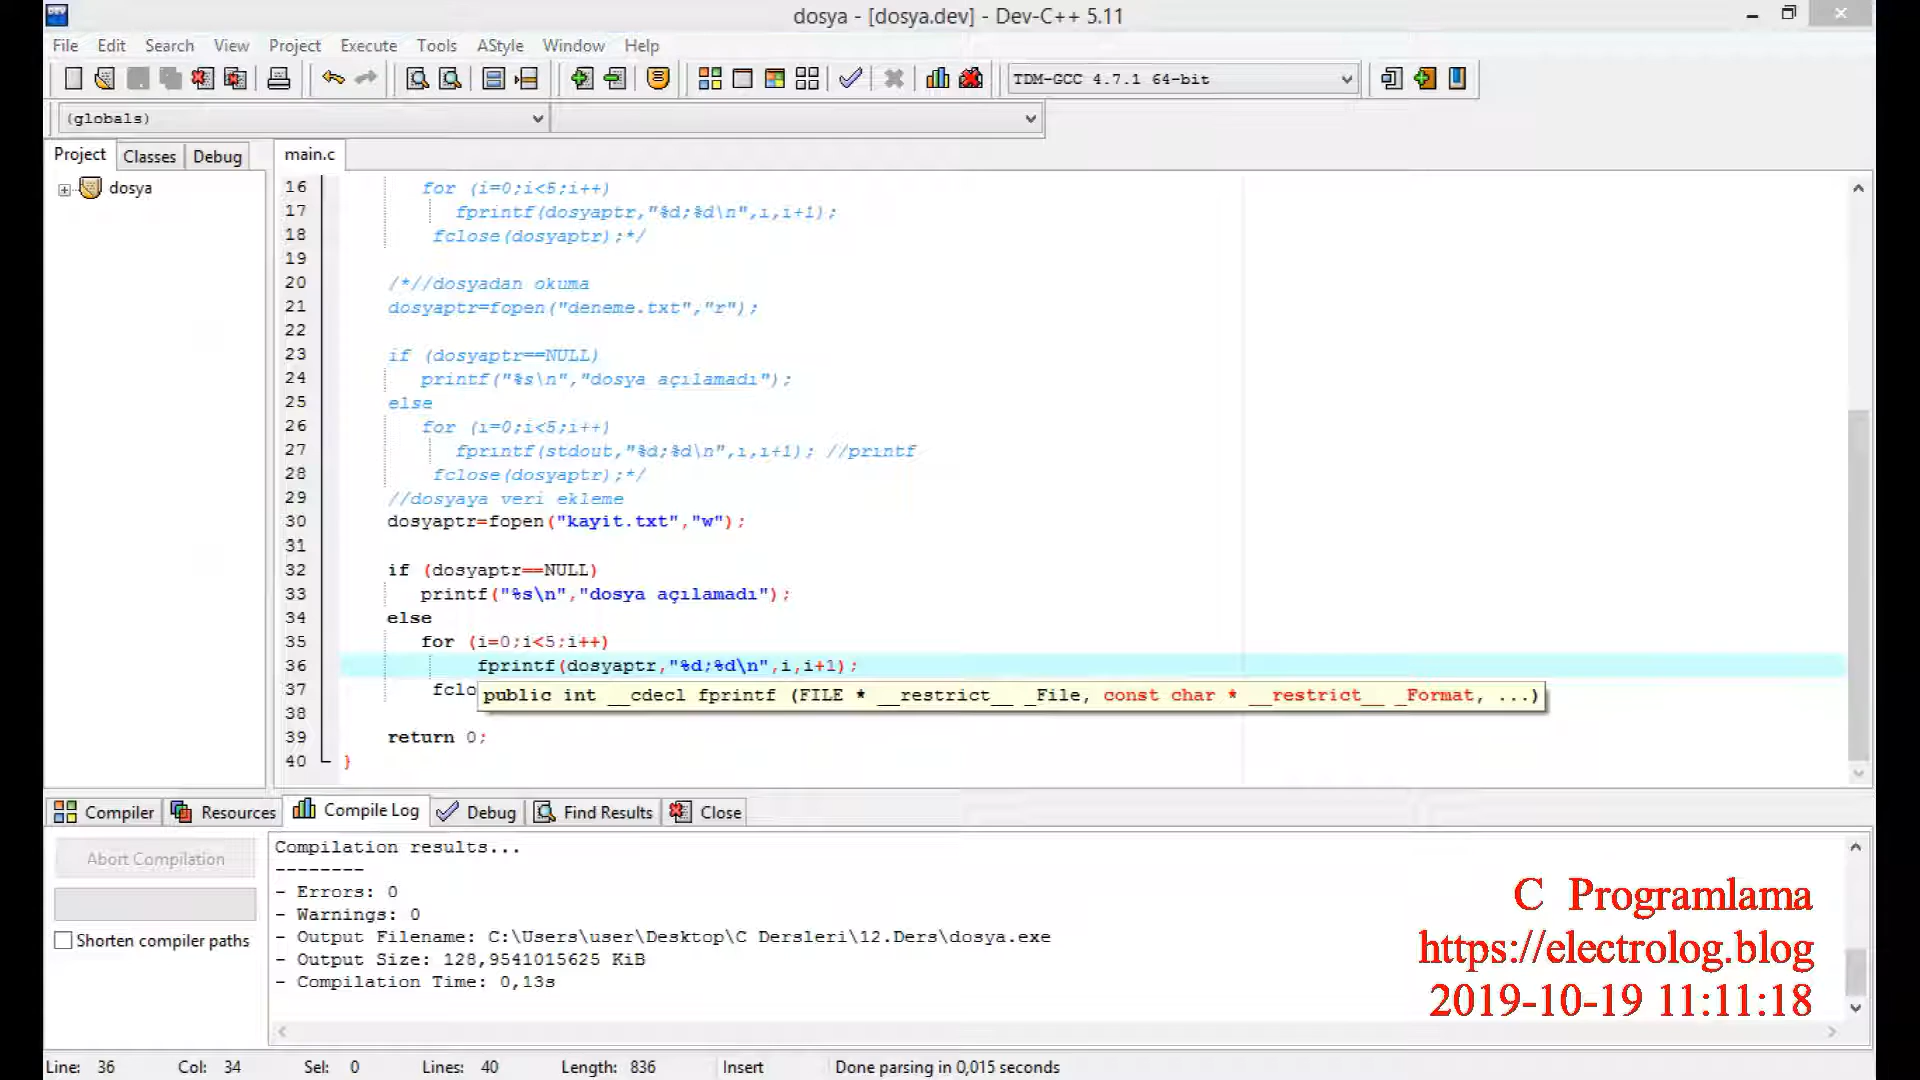 dosya - [dosya.dev] - Dev-C++ 5.11
File Edit Search View Project Execute Tools AStyle Window Help
TDM-GCC 4.7.1 64-bit
(globals)
Project Classes Debug main.c
dosya
16 for (i=0;i<5;i++)
17 fprintf(dosyaptr,"%d;%d\n",i,i+1);
18 fclose(dosyaptr);*/
19
20 /*//dosyadan okuma
21 dosyaptr=fopen("deneme.txt","r");
22
23 if (dosyaptr==NULL)
24 printf("%s\n","dosya açılamadı");
25 else
26 for (i=0;i<5;i++)
27 fprintf(stdout,"%d;%d\n",i,i+1); //printf
28 fclose(dosyaptr);*/
29 //dosyaya veri ekleme
30 dosyaptr=fopen("kayit.txt","w");
31
32 if (dosyaptr==NULL)
33 printf("%s\n","dosya açılamadı");
34 else
35 for (i=0;i<5;i++)
36 fprintf(dosyaptr,"%d;%d\n",i,i+1);
37 fclo public int __cdecl fprintf (FILE * __restrict__ _File, const char * __restrict__ _Format, ...)
38
39 return 0;
40 }
Compiler Resources Compile Log Debug Find Results Close
Abort Compilation
Shorten compiler paths
Compilation results...
--------
- Errors: 0
- Warnings: 0
- Output Filename: C:\Users\user\Desktop\C Dersleri\12.Ders\dosya.exe
- Output Size: 128,9541015625 KiB
- Compilation Time: 0,13s
C Programlama
https://electrolog.blog
2019-10-19 11:11:18
Line: 36 Col: 34 Sel: 0 Lines: 40 Length: 836 Insert Done parsing in 0,015 seconds